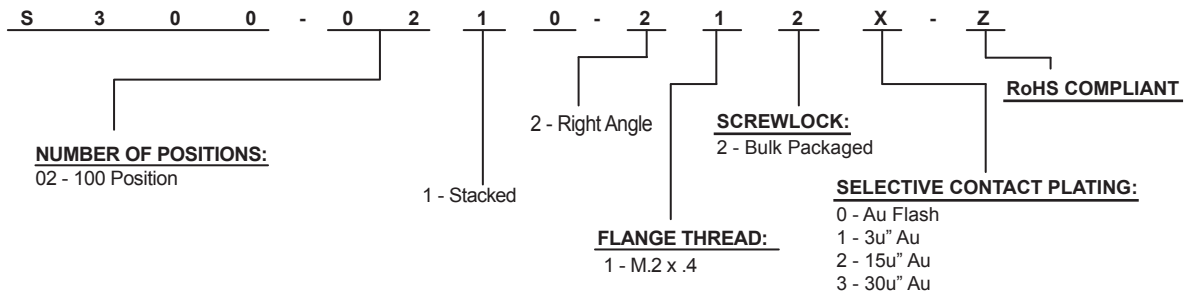 S 3 0 0 - 0 2 1 0 - 2 1 2 X - Z
RoHS COMPLIANT
2 - Right Angle
SCREWLOCK:
2 - Bulk Packaged
NUMBER OF POSITIONS:
02 - 100 Position
1 - Stacked
SELECTIVE CONTACT PLATING:
0 - Au Flash
1 - 3u" Au
2 - 15u" Au
3 - 30u" Au
FLANGE THREAD:
1 - M.2 x .4